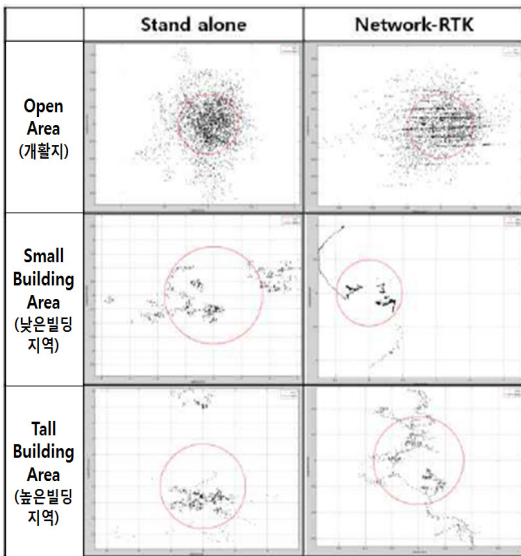 Stand alone
Network-RTK
Open
Area
(개활지)
Small
Building
Area
(낮은빌딩
지역)
Tall
Building
Area
(높은빌딩
지역)